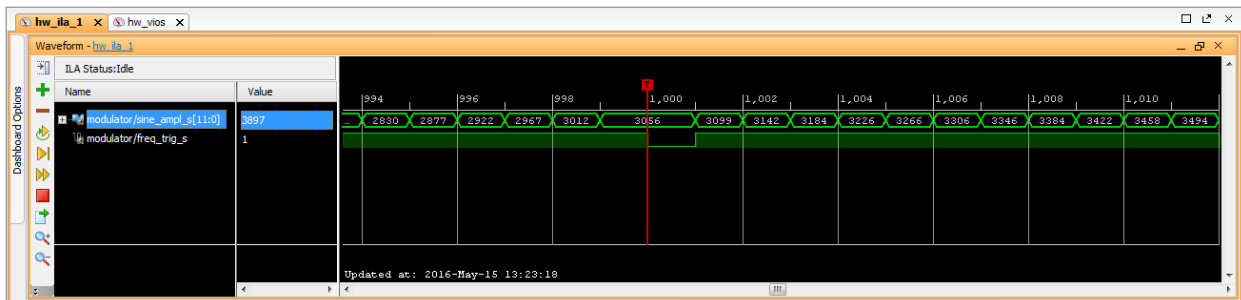 hw_ila_1 hw_vios
Waveform - hw_ila_1
ILA Status:Idle
Name Value
994 996 998 1,000 1,002 1,004 1,006 1,008 1,010
modulator/sine_ampl_s[11:0] 3897 2830 2877 2922 2967 3012 3056 3099 3142 3184 3226 3266 3306 3346 3384 3422 3458 3494
modulator/freq_trig_s 1
Dashboard Options
Updated at: 2016-May-15 13:23:18